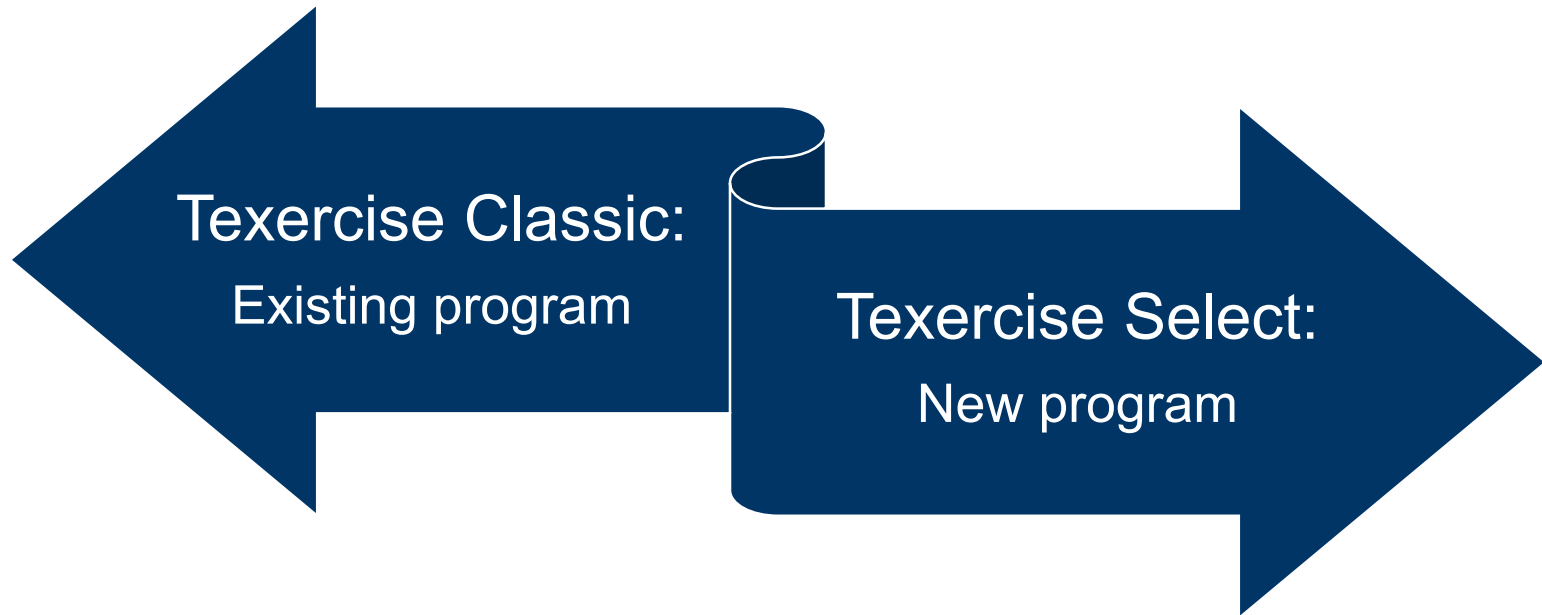 Texercise Classic:
Existing program
Texercise Select:
New program